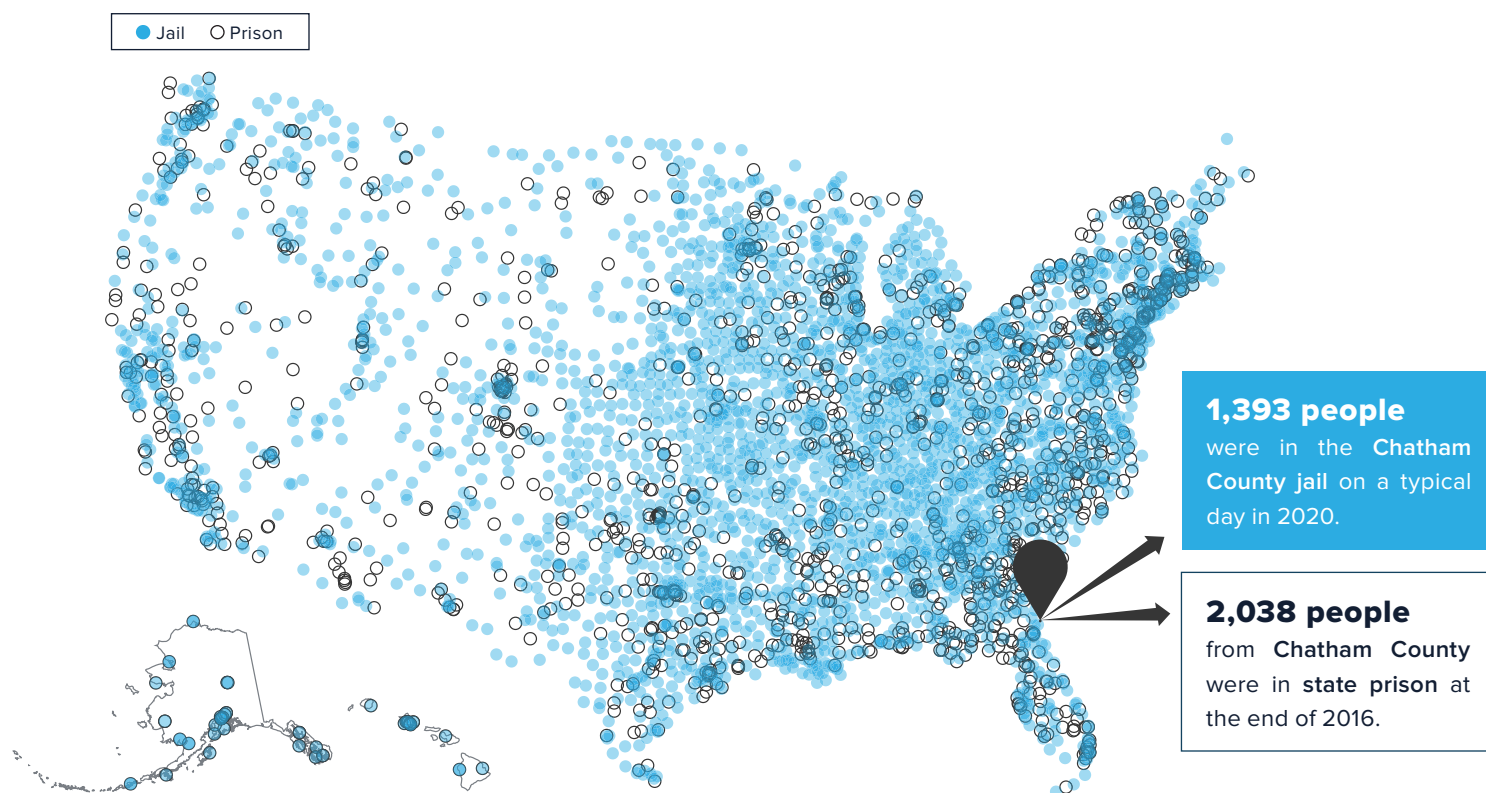 Jail Prison
1,393 people
were in the Chatham
County jail on a typical
day in 2020.
2,038 people
from Chatham County
were in state prison at
the end of 2016.